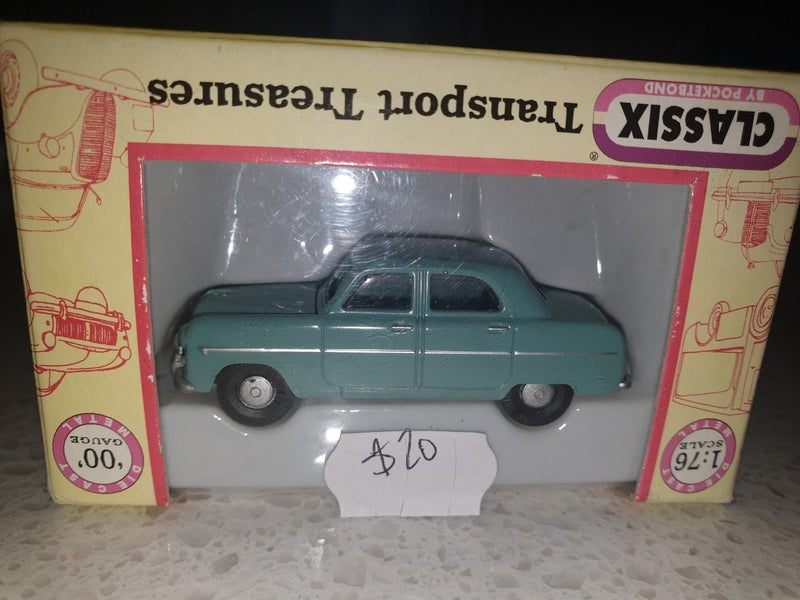 CLASSIX
BY POCKETBOND
®
Transport Treasures
1:76
SCALE
DIE CAST METAL
'00'
GAUGE
DIE CAST METAL
$20